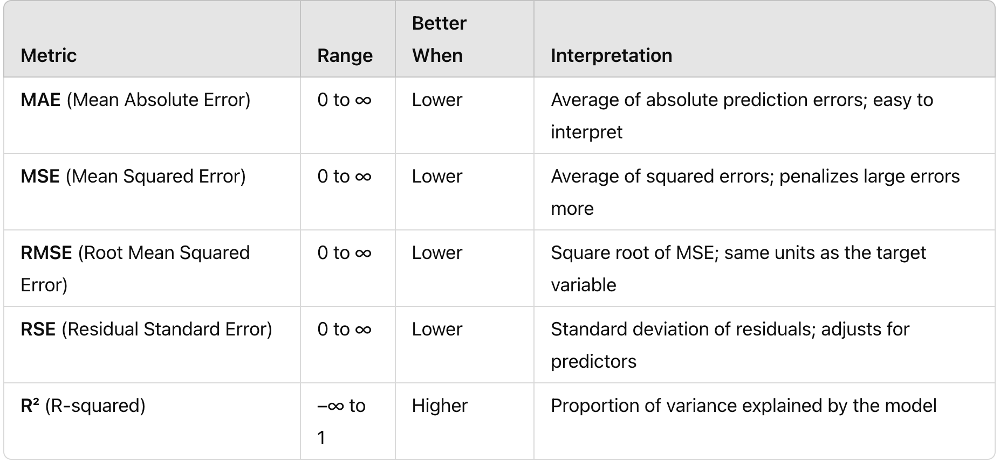 Metric Range Better When Interpretation
MAE (Mean Absolute Error) 0 to ∞ Lower Average of absolute prediction errors; easy to
interpret
MSE (Mean Squared Error) 0 to ∞ Lower Average of squared errors; penalizes large errors
more
RMSE (Root Mean Squared
Error) 0 to ∞ Lower Square root of MSE; same units as the target
variable
RSE (Residual Standard Error) 0 to ∞ Lower Standard deviation of residuals; adjusts for
predictors
R² (R-squared) –∞ to
1 Higher Proportion of variance explained by the model